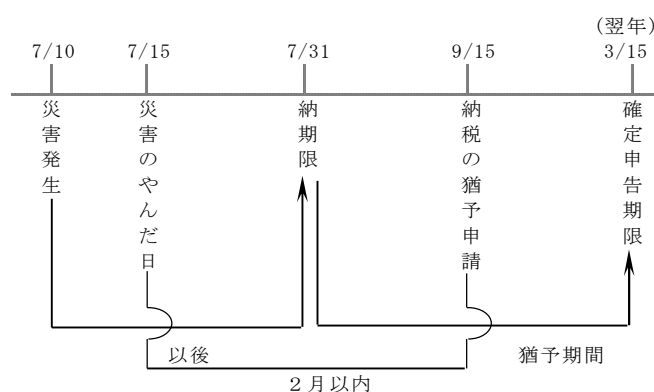 (翌年)
7/10 7/15 7/31 9/15 3/15
災害発生
災害のやんだ日
納期限
納税の猶予申請
確定申告期限
以後
猶予期間
2月以内